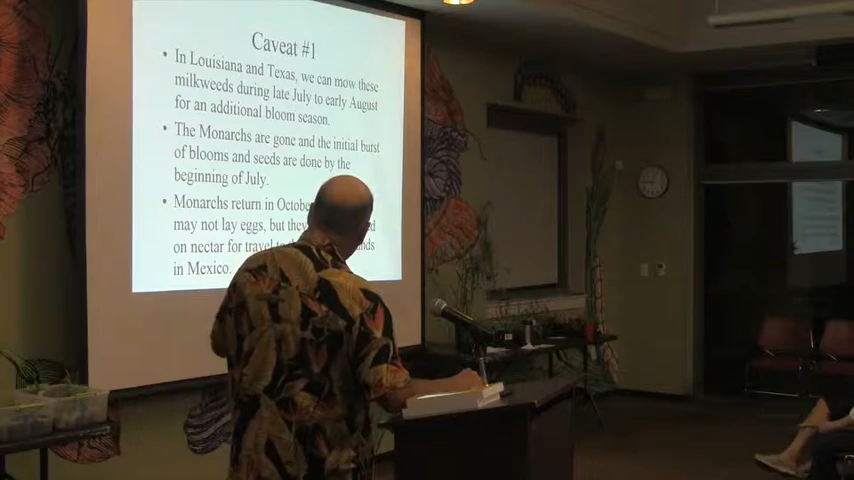 Caveat #1
• In Louisiana and Texas, we can mow these
milkweeds during late July to early August
for an additional bloom season.
• The Monarchs are gone and the initial burst
of blooms and seeds are done by the
beginning of July.
• Monarchs return in October
may not lay eggs, but they
on nectar for travel
in Mexico.